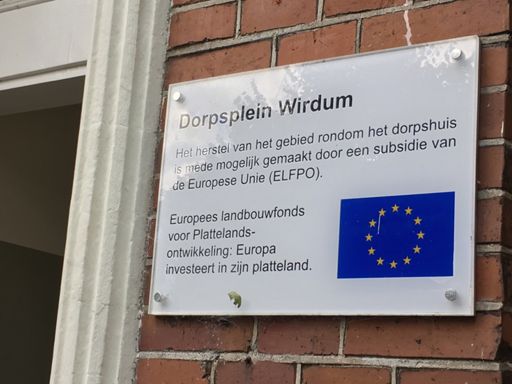 Dorpsplein Wirdum
Het herstel van het gebied rondom het dorpshuis
is mede mogelijk gemaakt door een subsidie van
de Europese Unie (ELFPO).
Europees landbouwfonds
voor Plattelands-
ontwikkeling: Europa
investeert in zijn platteland.